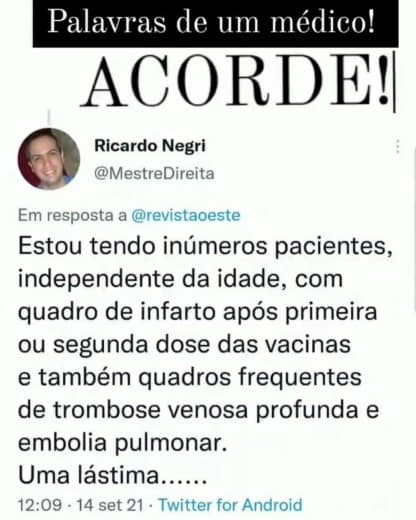 Palavras de um médico!
ACORDE!
Ricardo Negri
@MestreDireita
Em resposta a @revistaoeste
Estou tendo inúmeros pacientes,
independente da idade, com
quadro de infarto após primeira
ou segunda dose das vacinas
e também quadros frequentes
de trombose venosa profunda e
embolia pulmonar.
Uma lástima......
12:09 · 14 set 21 · Twitter for Android